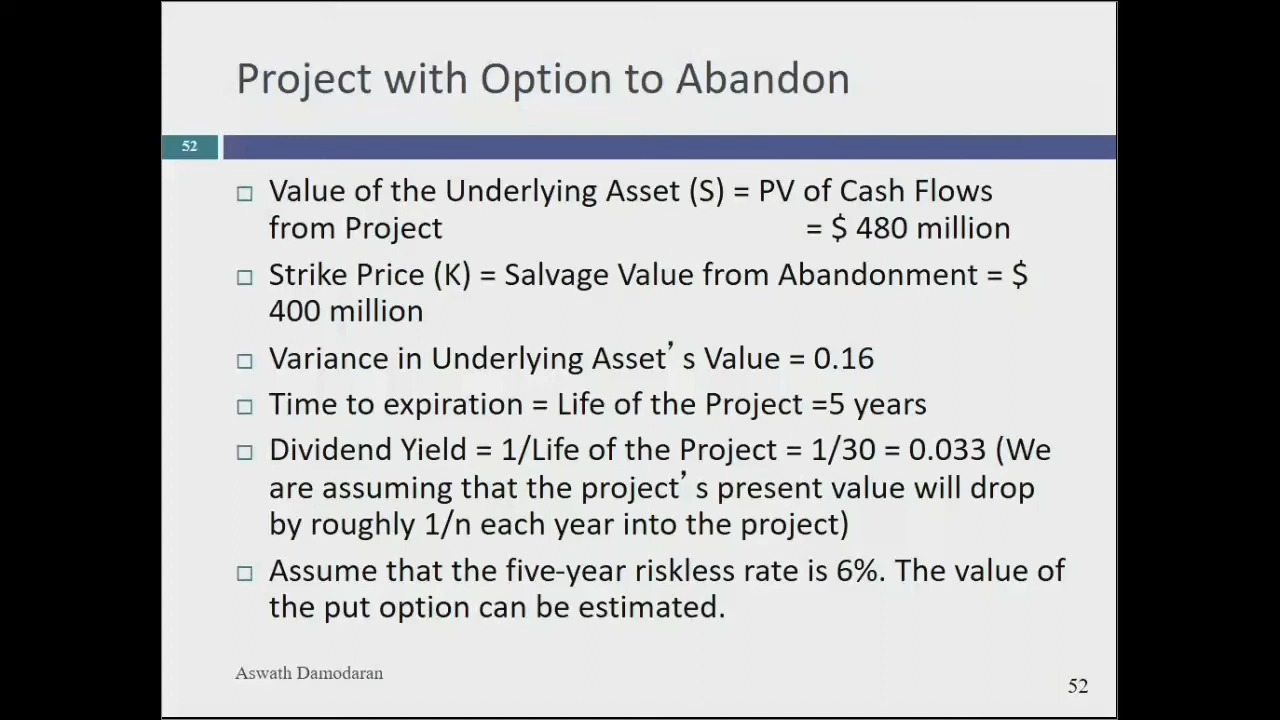 Project with Option to Abandon
52
Value of the Underlying Asset (S) = PV of Cash Flows
from Project = $ 480 million
Strike Price (K) = Salvage Value from Abandonment = $
400 million
Variance in Underlying Asset’s Value = 0.16
Time to expiration = Life of the Project =5 years
Dividend Yield = 1/Life of the Project = 1/30 = 0.033 (We
are assuming that the project’s present value will drop
by roughly 1/n each year into the project)
Assume that the five-year riskless rate is 6%. The value of
the put option can be estimated.
Aswath Damodaran
52